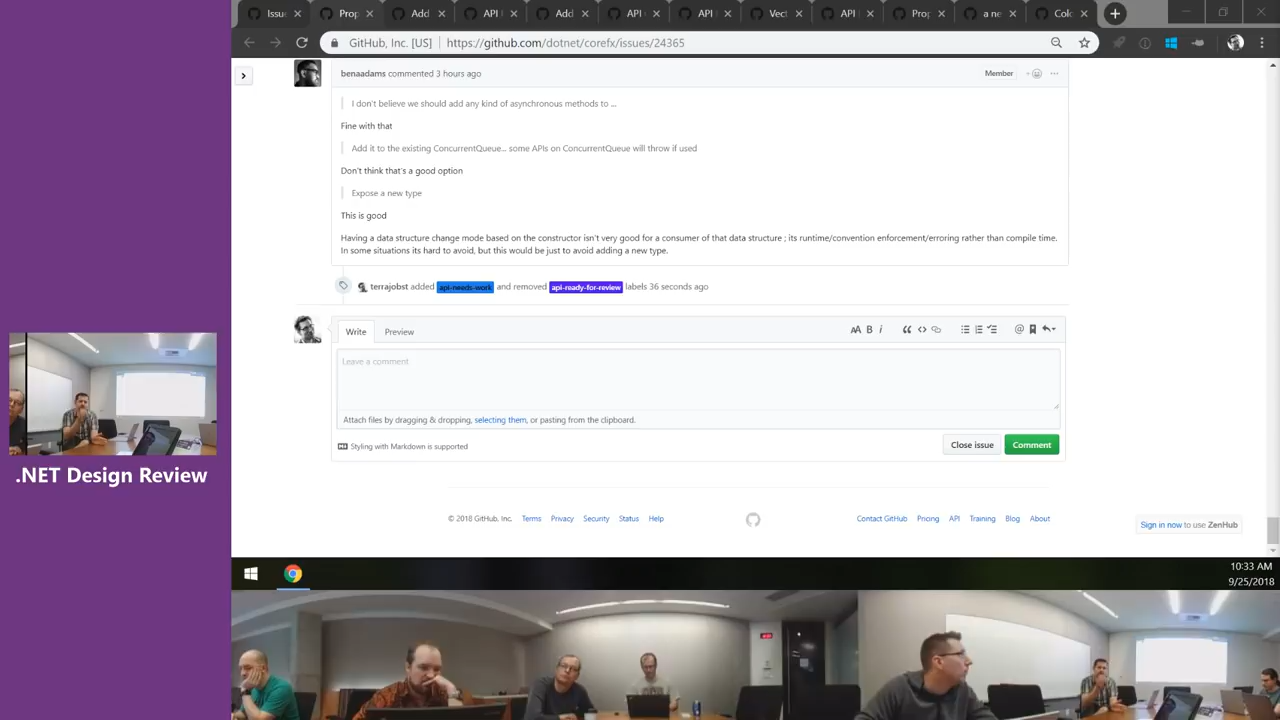 Issu
Prop
Add
API
Add
API
API
Vect
API
Prop
a ne
Colo
GitHub, Inc. [US] https://github.com/dotnet/corefx/issues/24365
benaadams commented 3 hours ago
Member
I don't believe we should add any kind of asynchronous methods to ...
Fine with that
Add it to the existing ConcurrentQueue... some APIs on ConcurrentQueue will throw if used
Don't think that's a good option
Expose a new type
This is good
Having a data structure change mode based on the constructor isn't very good for a consumer of that data structure ; its runtime/convention enforcement/erroring rather than compile time.
In some situations its hard to avoid, but this would be just to avoid adding a new type.
terrajobst added api-needs-work and removed api-ready-for-review labels 36 seconds ago
Write Preview
Leave a comment
Attach files by dragging & dropping, selecting them, or pasting from the clipboard.
Styling with Markdown is supported
Close issue Comment
.NET Design Review
© 2018 GitHub, Inc. Terms Privacy Security Status Help
Contact GitHub Pricing API Training Blog About
Sign in now to use ZenHub
10:33 AM
9/25/2018